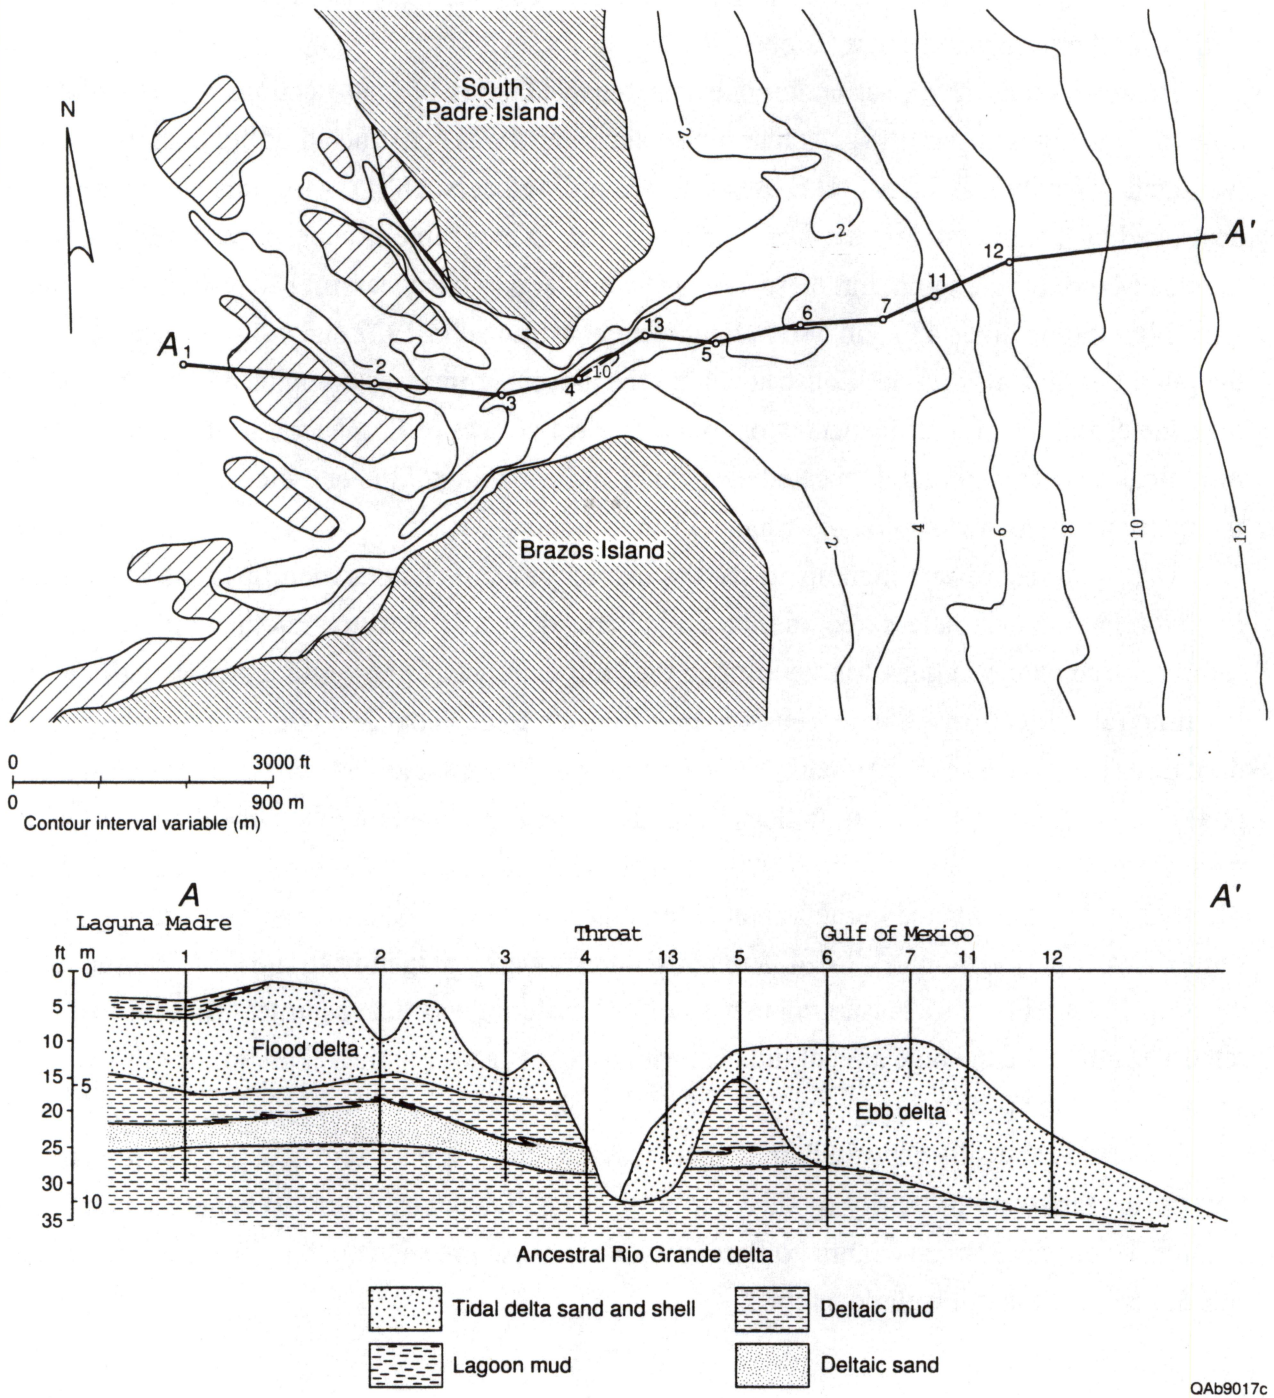 South
Padre Island
N
2
2
A'
12
11
7
6
13
5
A 1
2
10
4
3
Brazos Island
2
4
6
8
10
12
0 3000 ft
0 900 m
Contour interval variable (m)
A A'
Laguna Madre Throat Gulf of Mexico
ft m 1 2 3 4 13 5 6 7 11 12
0 0
5
10
15 5
20
25
30 10
35
Flood delta
Ebb delta
Ancestral Rio Grande delta
Tidal delta sand and shell Deltaic mud
Lagoon mud Deltaic sand
QAb9017c